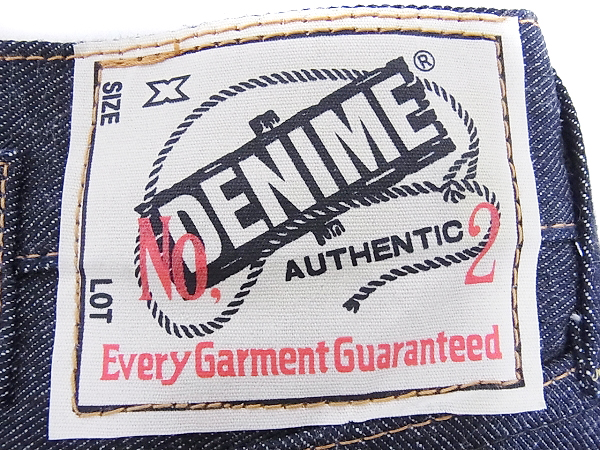 SIZE X
DENIME ®
AUTHENTIC
No. 2
LOT
Every Garment Guaranteed